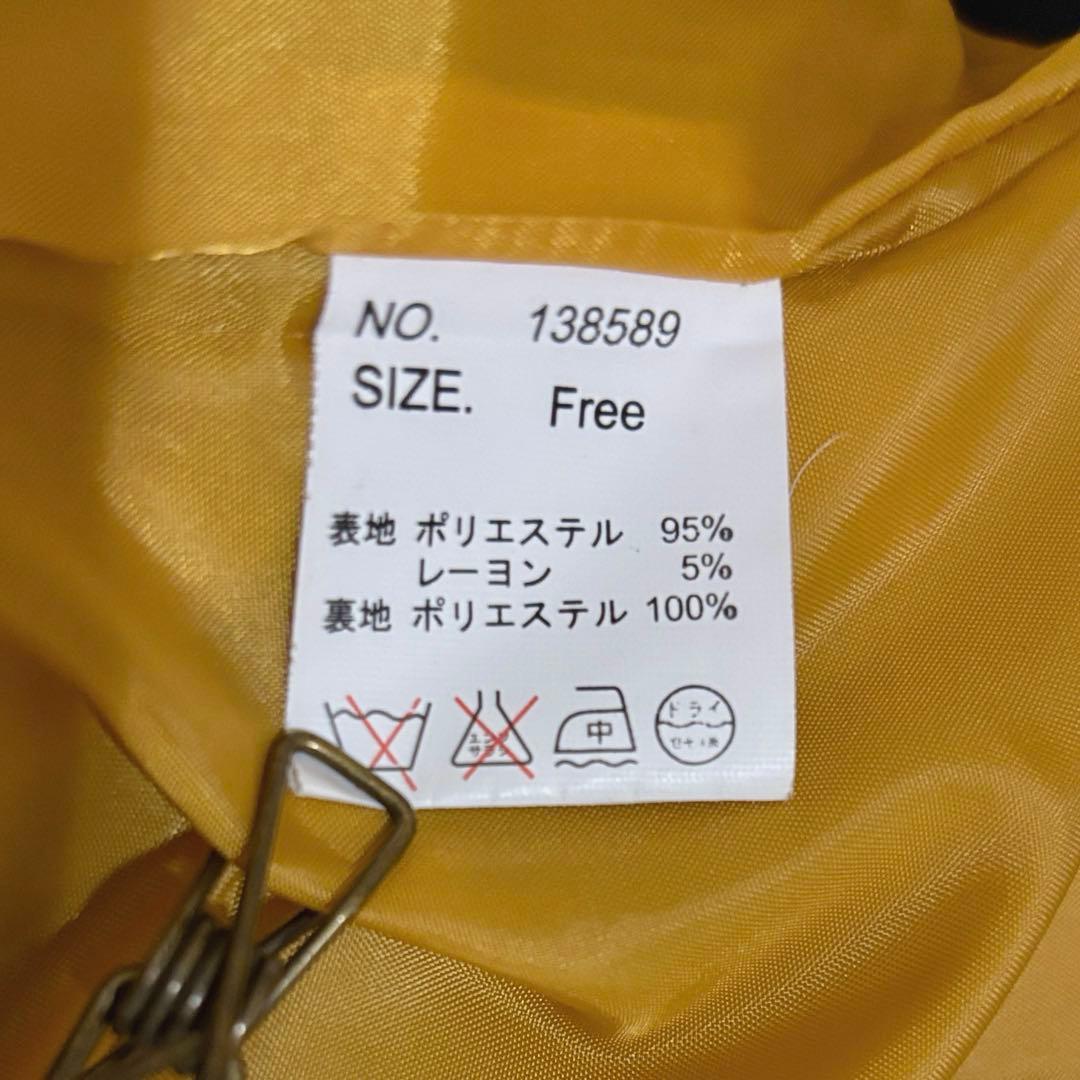 NO. 138589
SIZE. Free
表地 ポリエステル 95%
レーヨン 5%
裏地 ポリエステル 100%
中
ドライ